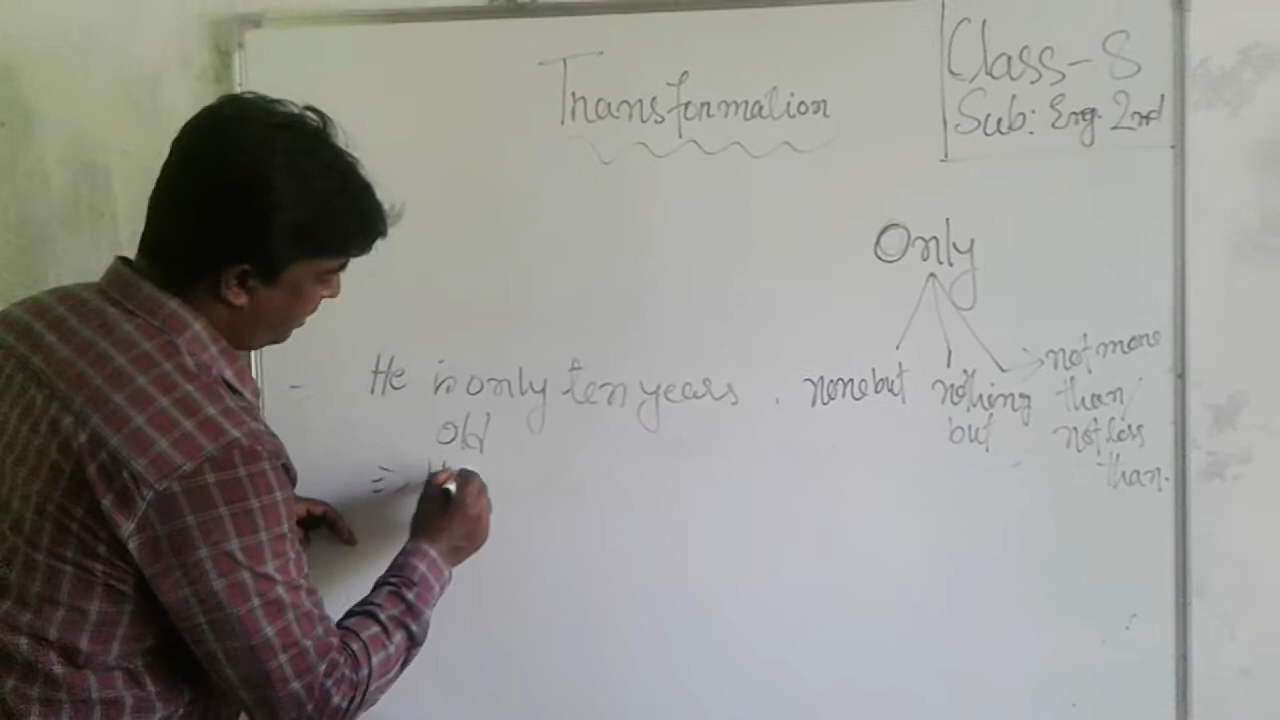 Transformation
Class-8
Sub: Eng. 2nd
Only
He is only ten years
old
none but
nothing
but
not more
than/
not less
than.